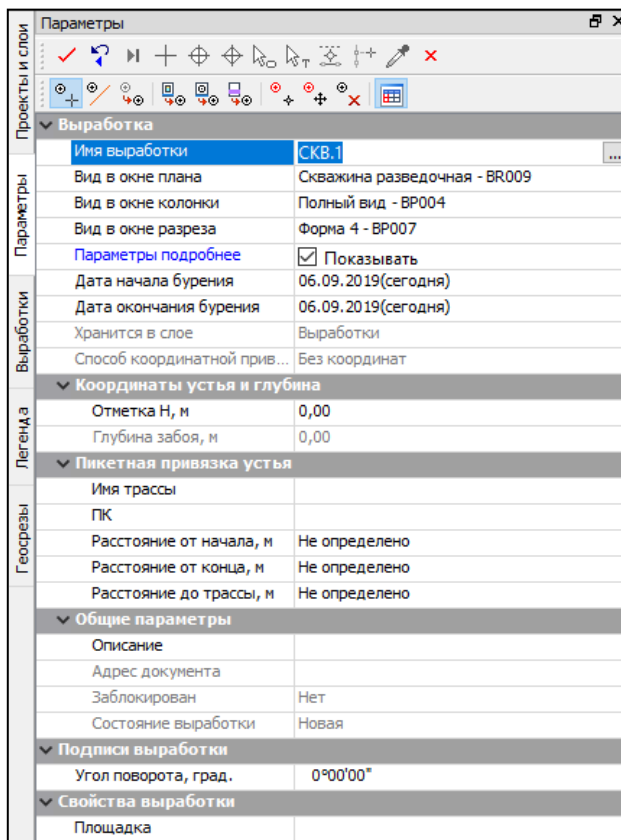 Параметры
Проекты и слои
Параметры
Выработки
Легенда
Геосрезы
Выработка
Имя выработки СКВ.1 ...
Вид в окне плана Скважина разведочная - BR009
Вид в окне колонки Полный вид - BP004
Вид в окне разреза Форма 4 - BP007
Параметры подробнее Показывать
Дата начала бурения 06.09.2019(сегодня)
Дата окончания бурения 06.09.2019(сегодня)
Хранится в слое Выработки
Способ координатной прив... Без координат
Координаты устья и глубина
Отметка H, м 0,00
Глубина забоя, м 0,00
Пикетная привязка устья
Имя трассы
ПК
Расстояние от начала, м Не определено
Расстояние от конца, м Не определено
Расстояние до трассы, м Не определено
Общие параметры
Описание
Адрес документа
Заблокирован Нет
Состояние выработки Новая
Подписи выработки
Угол поворота, град. 0°00'00"
Свойства выработки
Площадка